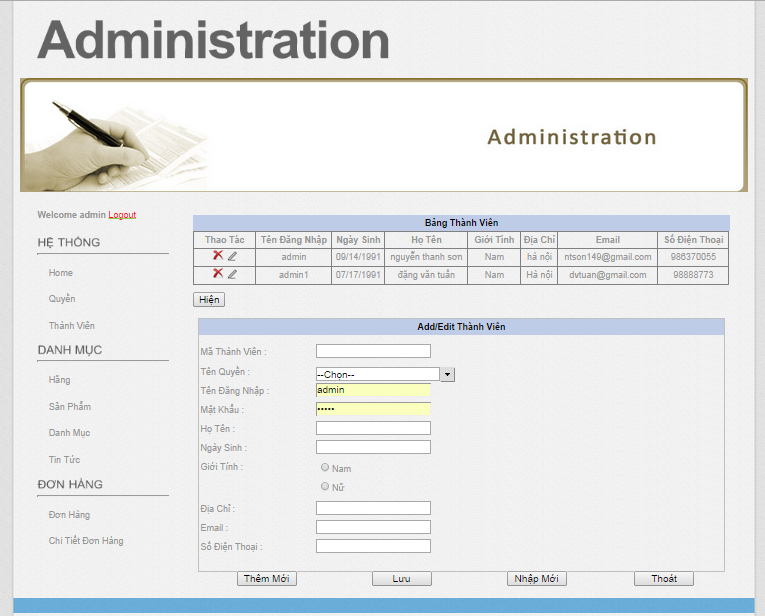 Administration
Administration
Welcome admin Logout
HỆ THỐNG
Home
Quyền
Thành Viên
DANH MỤC
Hãng
Sản Phẩm
Danh Mục
Tin Tức
ĐƠN HÀNG
Đơn Hàng
Chi Tiết Đơn Hàng
Bảng Thành Viên
Thao Tác Tên Đăng Nhập Ngày Sinh Họ Tên Giới Tính Địa Chỉ Email Số Điện Thoại
admin 09/14/1991 nguyễn thanh sơn Nam hà nội ntson149@gmail.com 986370055
admin1 07/17/1991 đặng văn tuấn Nam Hà nội dvtuan@gmail.com 98888773
Hiện
Add/Edit Thành Viên
Mã Thành Viên :
Tên Quyền : --Chọn--
Tên Đăng Nhập : admin
Mật Khẩu : •••••
Họ Tên :
Ngày Sinh :
Giới Tính : Nam
Nữ
Địa Chỉ :
Email :
Số Điện Thoại :
Thêm Mới Lưu Nhập Mới Thoát